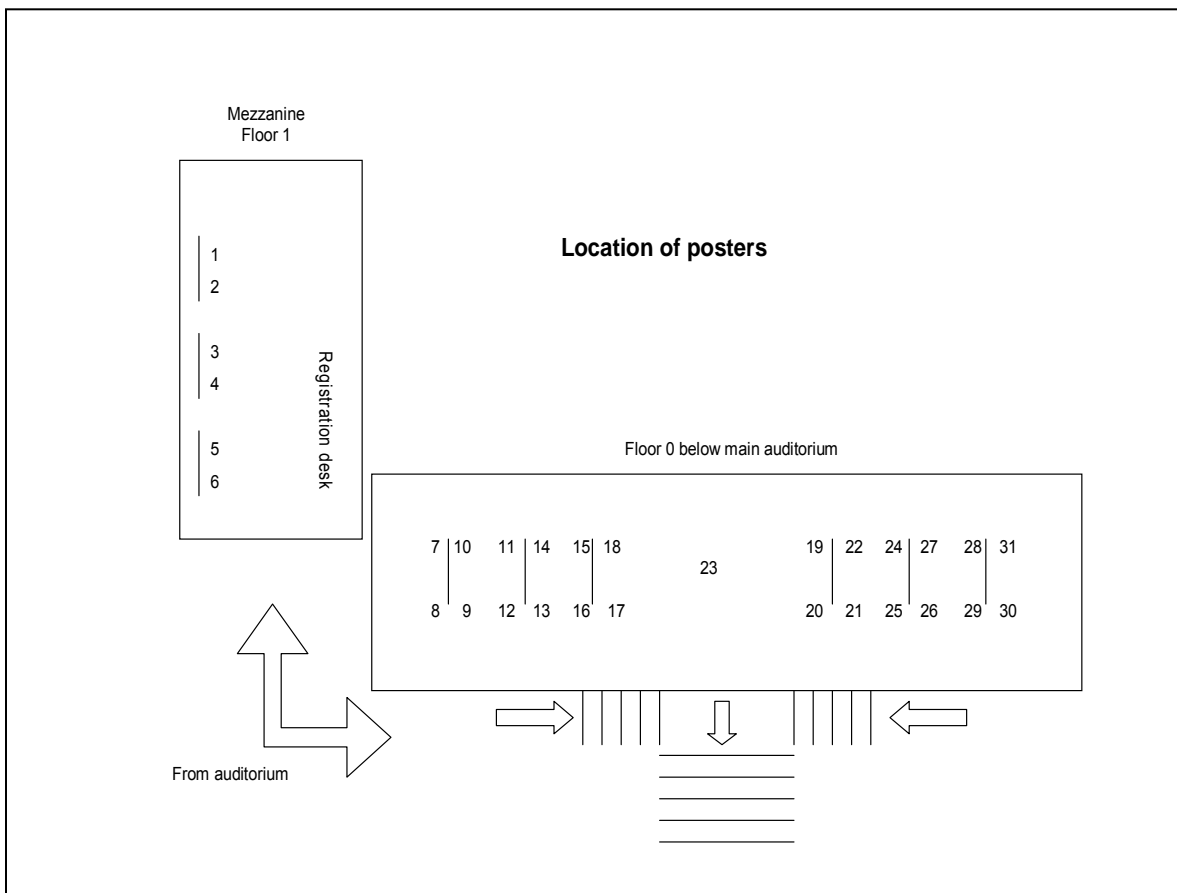 Mezzanine
Floor 1
Location of posters
1
2
3
4
5
6
Registration desk
Floor 0 below main auditorium
7 10 11 14 15 18 23 19 22 24 27 28 31
8 9 12 13 16 17 20 21 25 26 29 30
From auditorium